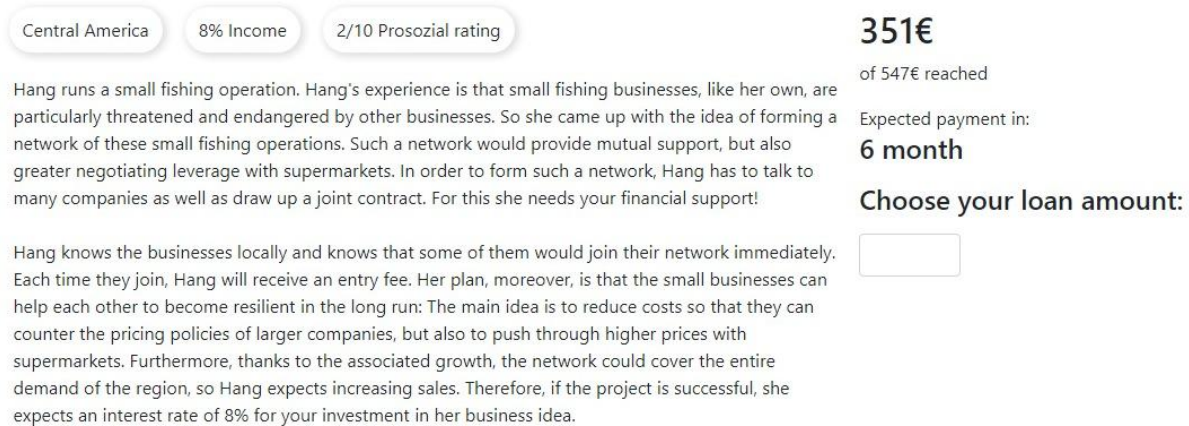 Central America 8% Income 2/10 Prosozial rating
Hang runs a small fishing operation. Hang's experience is that small fishing businesses, like her own, are
particularly threatened and endangered by other businesses. So she came up with the idea of forming a
network of these small fishing operations. Such a network would provide mutual support, but also
greater negotiating leverage with supermarkets. In order to form such a network, Hang has to talk to
many companies as well as draw up a joint contract. For this she needs your financial support!
Hang knows the businesses locally and knows that some of them would join their network immediately.
Each time they join, Hang will receive an entry fee. Her plan, moreover, is that the small businesses can
help each other to become resilient in the long run: The main idea is to reduce costs so that they can
counter the pricing policies of larger companies, but also to push through higher prices with
supermarkets. Furthermore, thanks to the associated growth, the network could cover the entire
demand of the region, so Hang expects increasing sales. Therefore, if the project is successful, she
expects an interest rate of 8% for your investment in her business idea.
351€
of 547€ reached
Expected payment in:
6 month
Choose your loan amount: